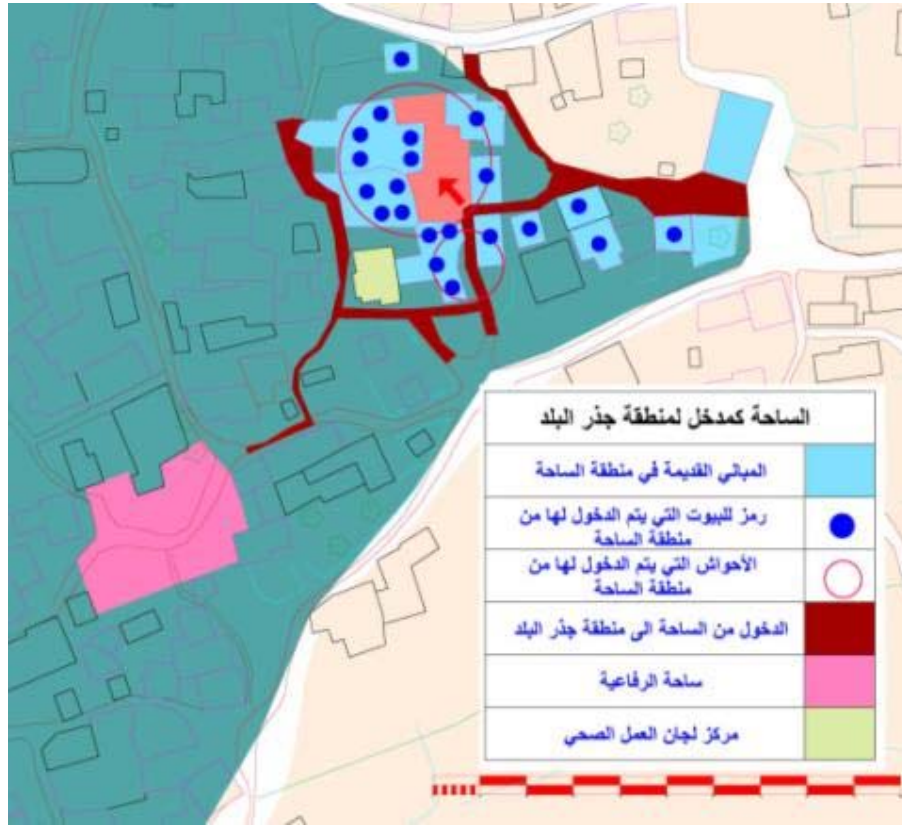 الساحة كمدخل لمنطقة جذر البلد
المباني القديمة في منطقة الساحة
رمز للبيوت التي يتم الدخول لها من
منطقة الساحة
الأحواش التي يتم الدخول لها من
منطقة الساحة
الدخول من الساحة الى منطقة جذر البلد
ساحة الرفاعية
مركز لجان العمل الصحي